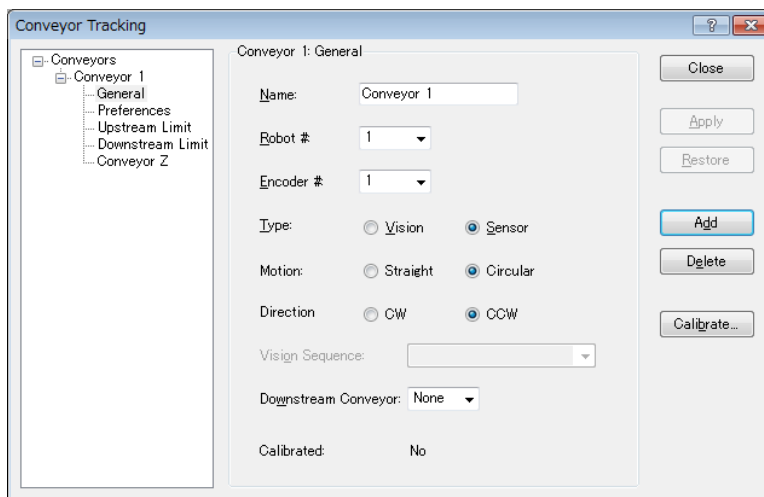 Conveyor Tracking
Conveyors
Conveyor 1
General
Preferences
Upstream Limit
Downstream Limit
Conveyor Z
Conveyor 1: General
Name: Conveyor 1
Robot #: 1
Encoder #: 1
Type: Vision Sensor
Motion: Straight Circular
Direction CW CCW
Vision Sequence:
Downstream Conveyor: None
Calibrated: No
Close
Apply
Restore
Add
Delete
Calibrate...